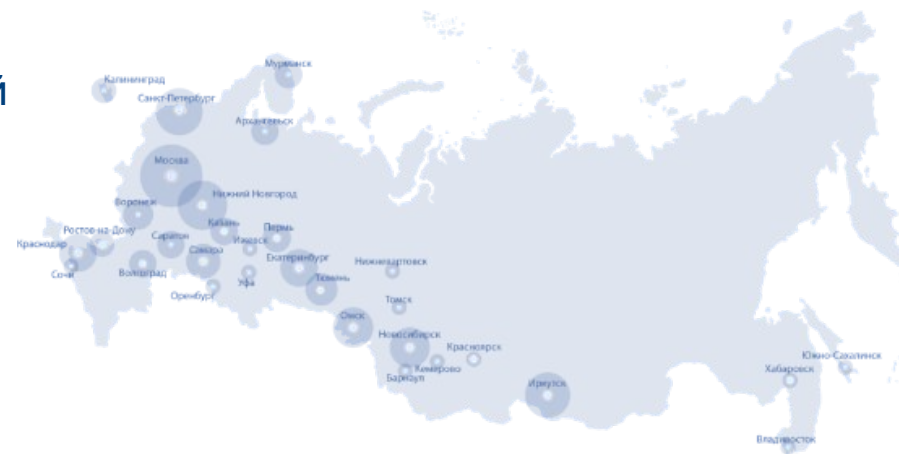 й
Мурманск
Калининград
Санкт-Петербург
Архангельск
Москва
Нижний Новгород
Воронеж
Казань
Пермь
Ростов-на-Дону
Саратов
Ижевск
Краснодар
Самара
Екатеринбург
Нижневартовск
Сочи
Волгоград
Уфа
Тюмень
Оренбург
Томск
Омск
Новосибирск
Красноярск
Южно-Сахалинск
Кемерово
Хабаровск
Барнаул
Иркутск
Владивосток